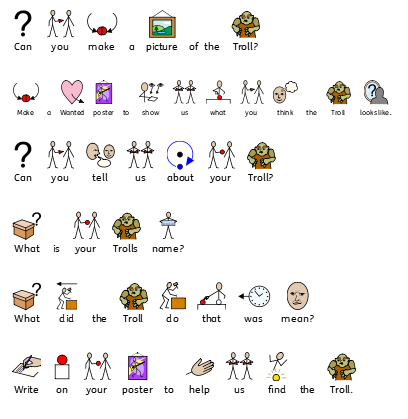 Can you make a picture of the Troll?
Make a Wanted poster to show us what you think the Troll looks like.
Can you tell us about your Troll?
What is your Trolls name?
What did the Troll do that was mean?
Write on your poster to help us find the Troll.